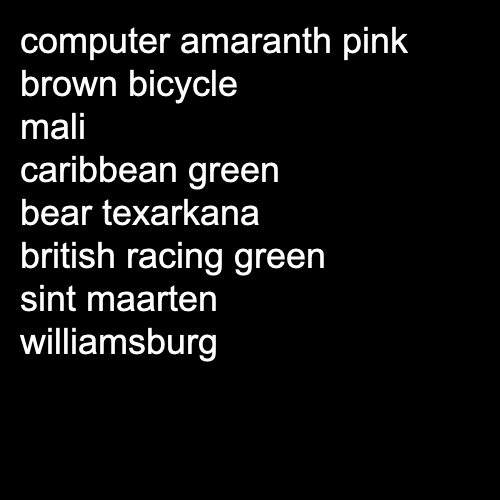 computer amaranth pink
brown bicycle
mali
caribbean green
bear texarkana
british racing green
sint maarten
williamsburg